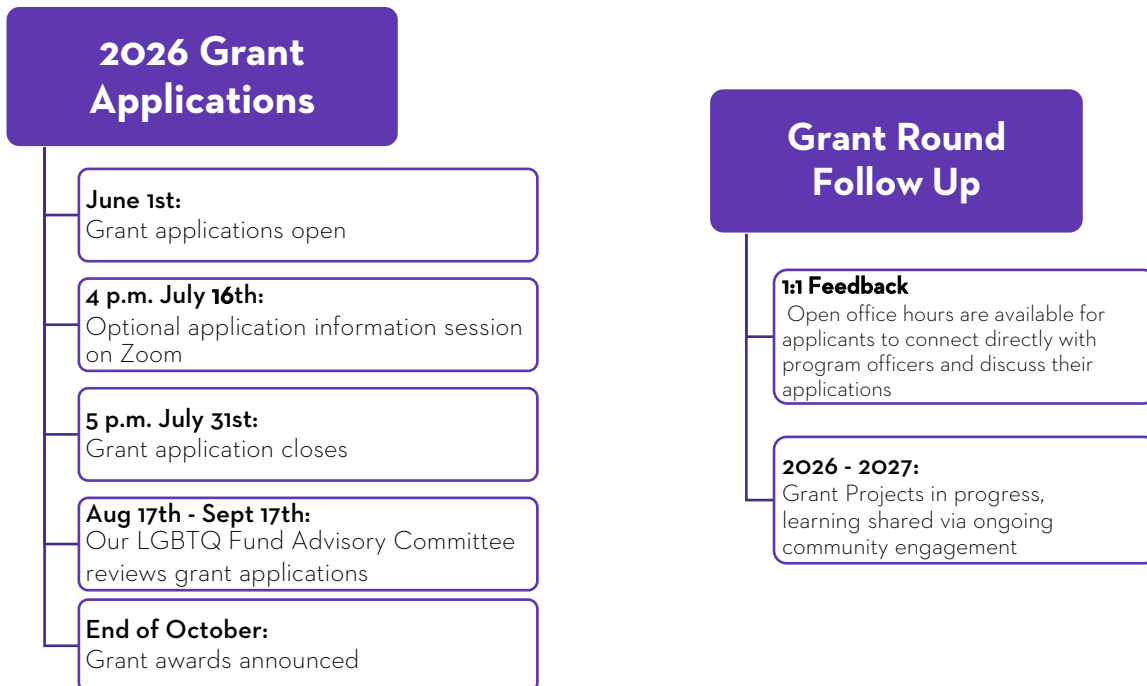 2026 Grant
Applications
June 1st:
Grant applications open
4 p.m. July 16th:
Optional application information session
on Zoom
5 p.m. July 31st:
Grant application closes
Aug 17th - Sept 17th:
Our LGBTQ Fund Advisory Committee
reviews grant applications
End of October:
Grant awards announced
Grant Round
Follow Up
1:1 Feedback
Open office hours are available for
applicants to connect directly with
program officers and discuss their
applications
2026 - 2027:
Grant Projects in progress,
learning shared via ongoing
community engagement